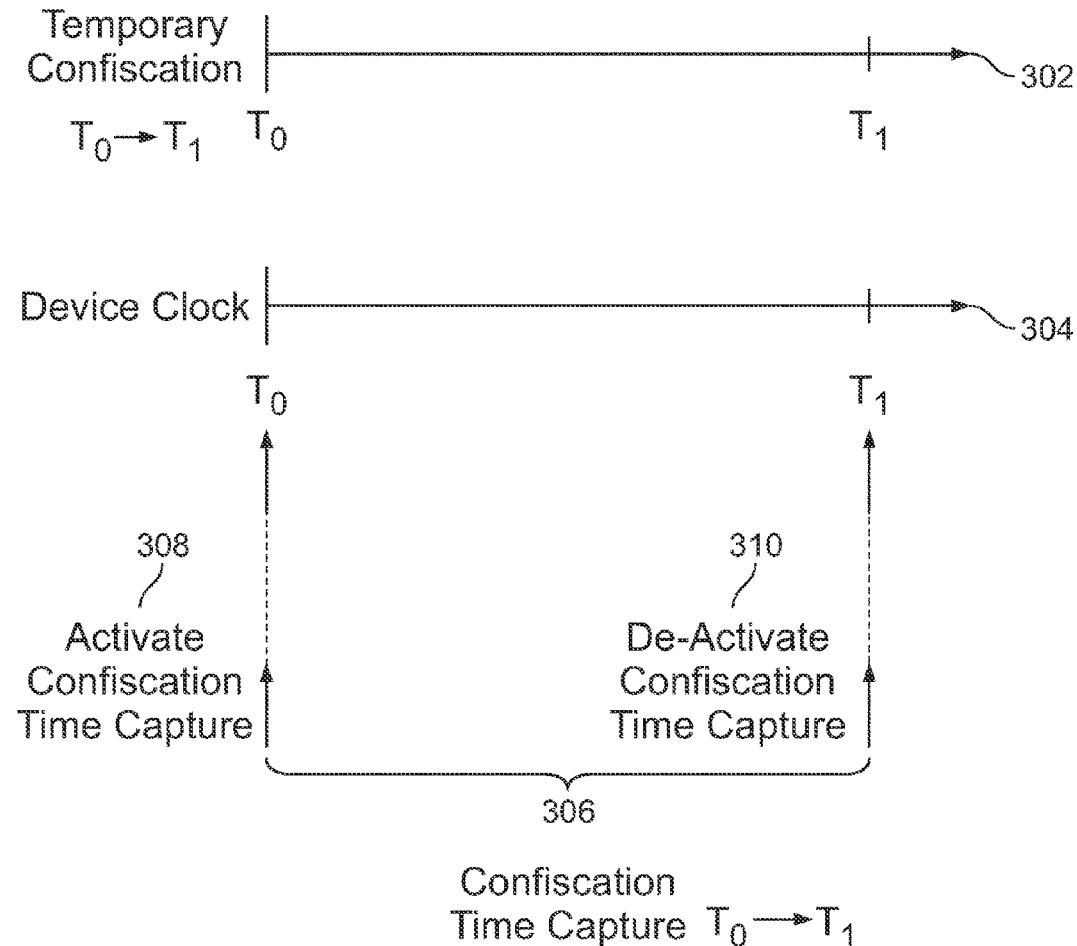 Temporary
Confiscation
T₀→T₁
T₀
T₁
302
Device Clock
304
T₀
T₁
308
310
Activate
Confiscation
Time Capture
De-Activate
Confiscation
Time Capture
306
Confiscation
Time Capture T₀→T₁